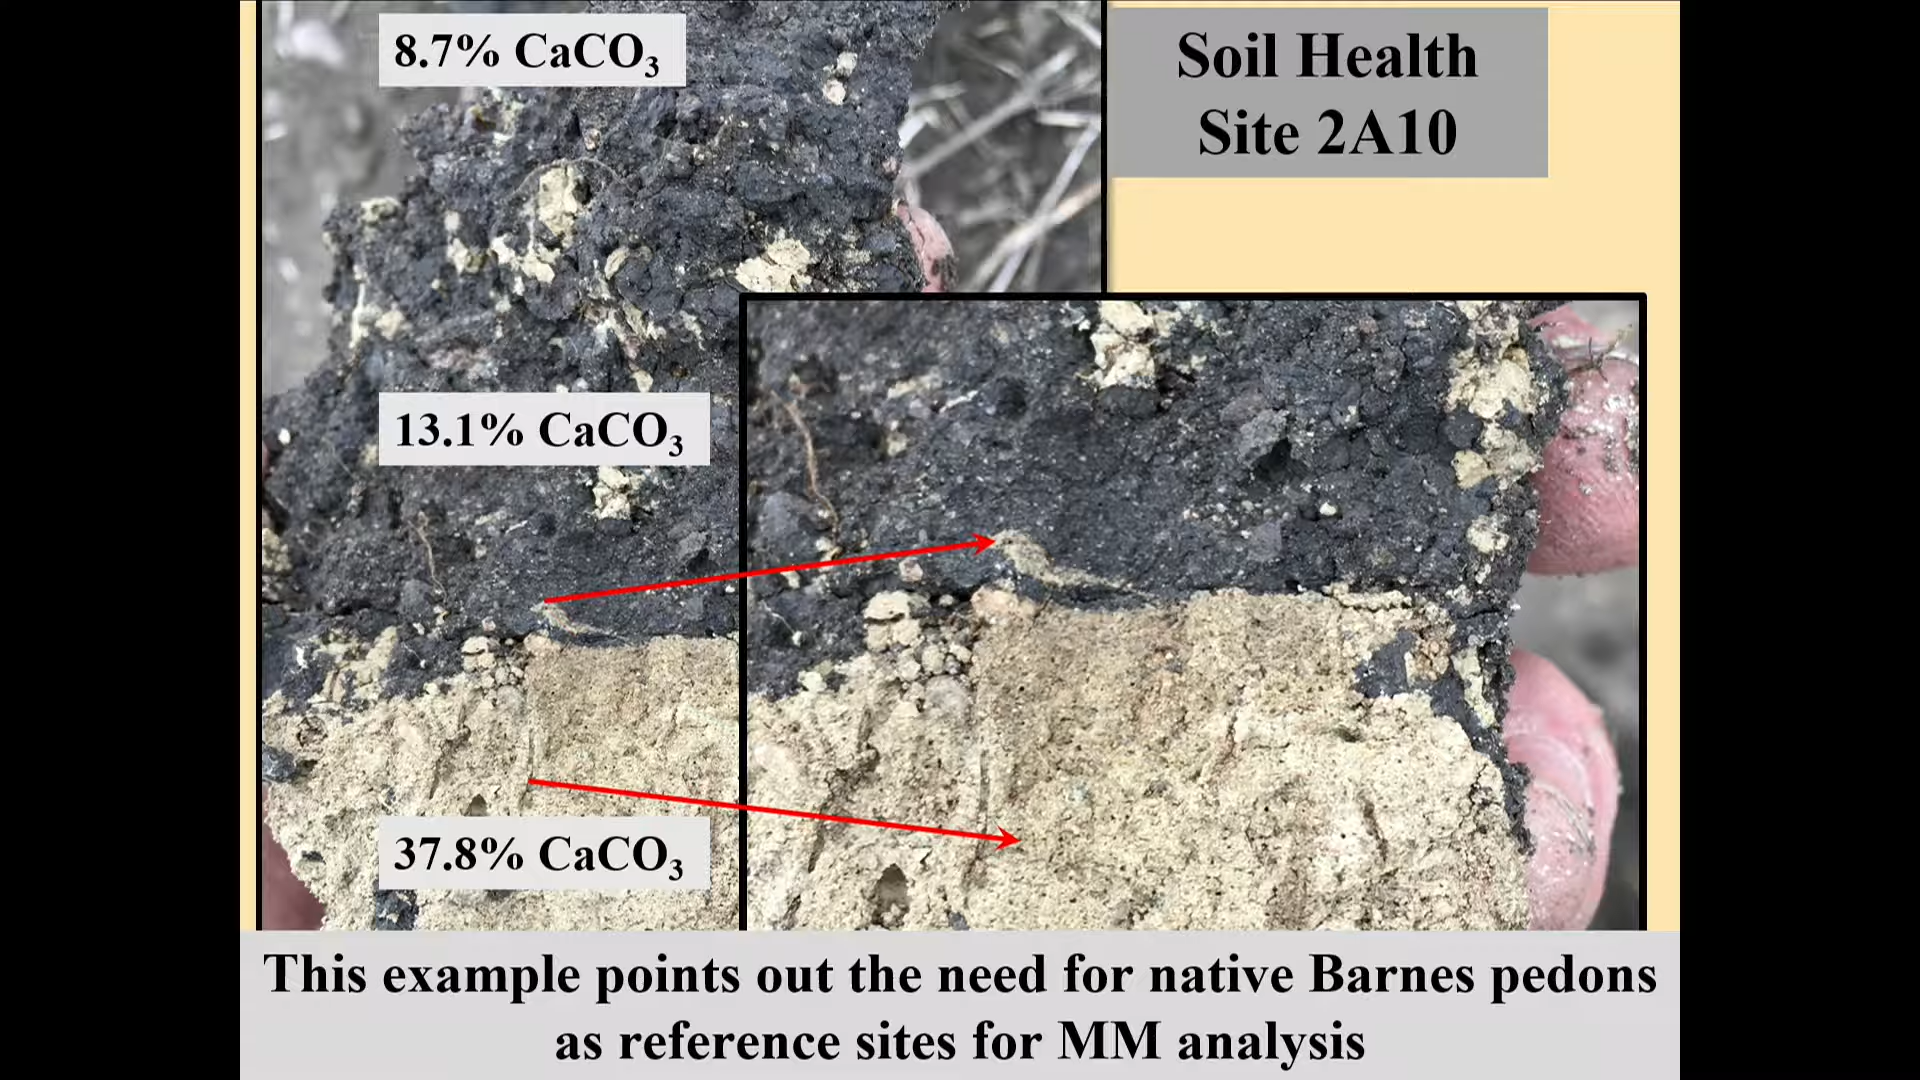 8.7% CaCO₃
Soil Health
Site 2A10
13.1% CaCO₃
37.8% CaCO₃
This example points out the need for native Barnes pedons
as reference sites for MM analysis